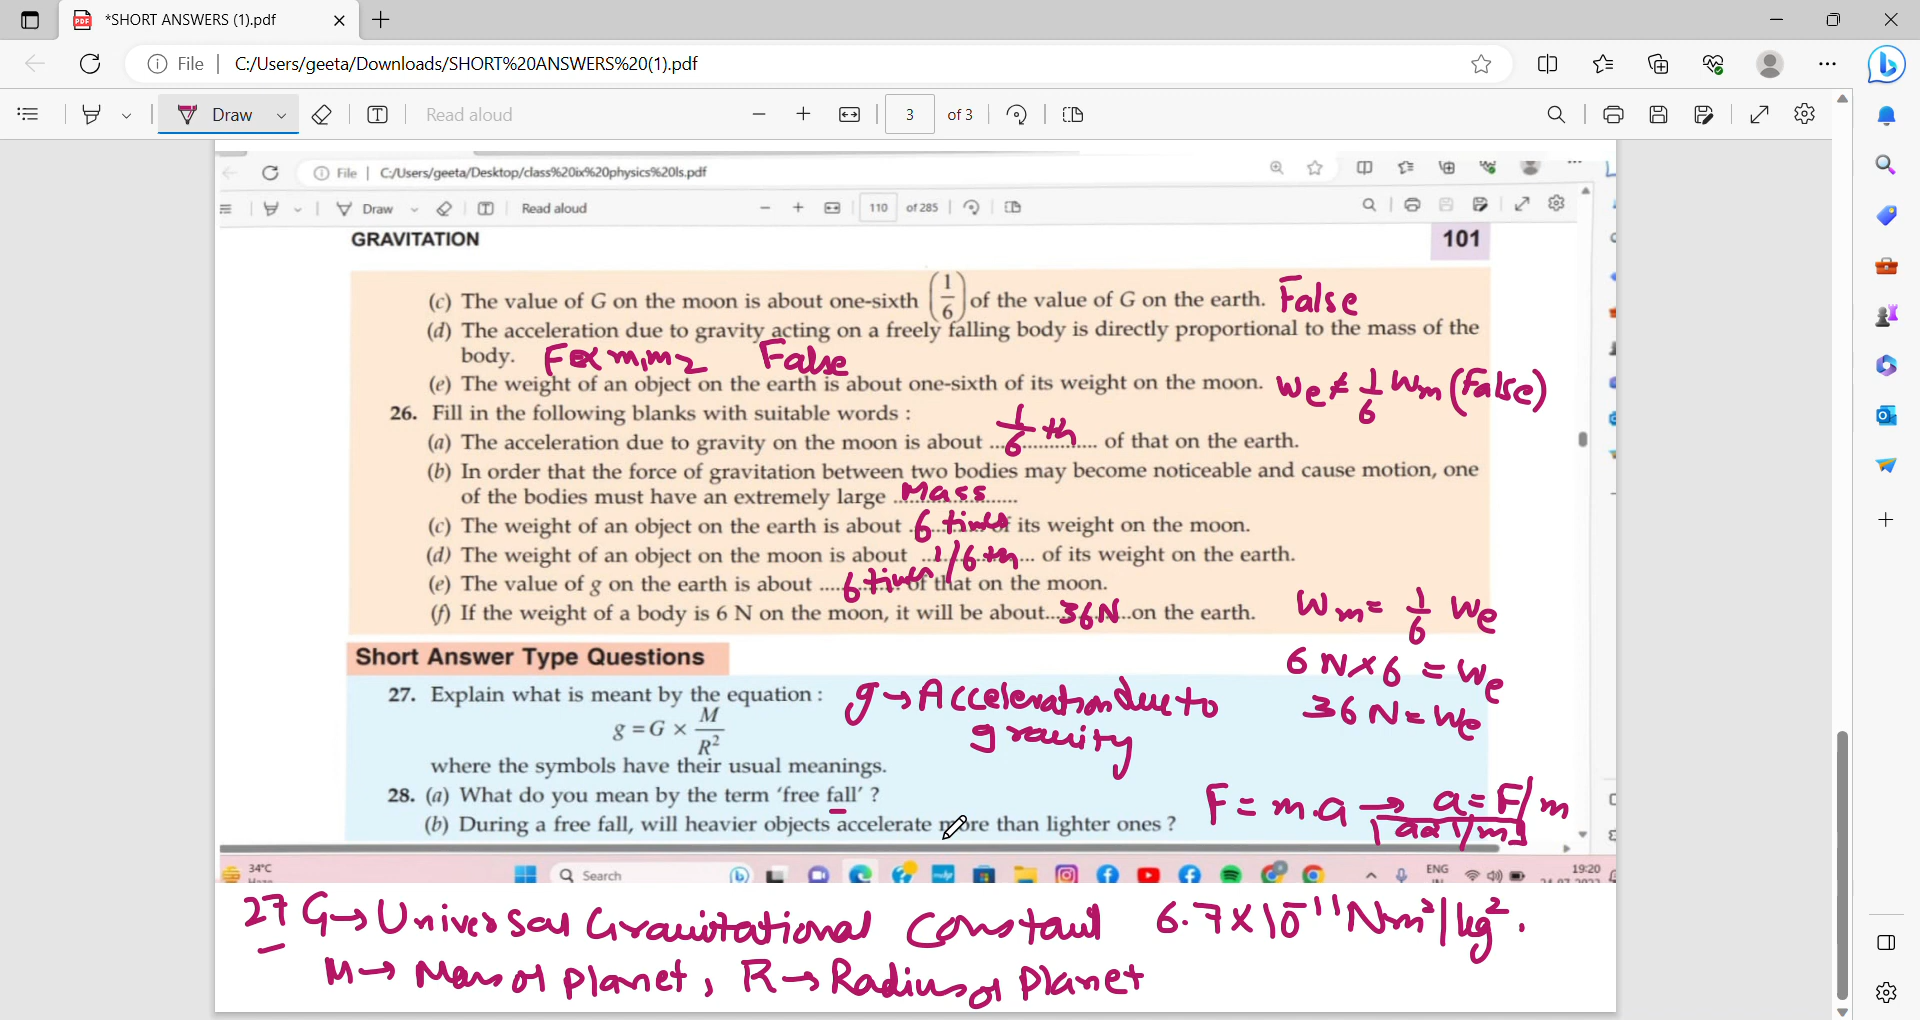 *SHORT ANSWERS (1).pdf
File | C:/Users/geeta/Downloads/SHORT%20ANSWERS%20(1).pdf
Draw
Read aloud
3 of 3
File | C:/Users/geeta/Desktop/class%20ix%20physics%20ls.pdf
Draw
Read aloud
110 of 285
GRAVITATION 101
(c) The value of G on the moon is about one-sixth (1/6) of the value of G on the earth. False
(d) The acceleration due to gravity acting on a freely falling body is directly proportional to the mass of the
body. F∝ m1m2 False
(e) The weight of an object on the earth is about one-sixth of its weight on the moon. We ≠ 1/6 Wm (False)
26. Fill in the following blanks with suitable words :
(a) The acceleration due to gravity on the moon is about ...1/6 th... of that on the earth.
(b) In order that the force of gravitation between two bodies may become noticeable and cause motion, one
of the bodies must have an extremely large ..Mass......
(c) The weight of an object on the earth is about ..6 times of its weight on the moon.
(d) The weight of an object on the moon is about ..1/6 th... of its weight on the earth.
(e) The value of g on the earth is about .....6 times of that on the moon.
(f) If the weight of a body is 6 N on the moon, it will be about....36N...on the earth.
Wm = 1/6 We
6 N×6 = We
36 N = We
Short Answer Type Questions
27. Explain what is meant by the equation : g→Acceleration due to
gravity
g = G × M/R²
where the symbols have their usual meanings.
28. (a) What do you mean by the term 'free fall' ?
F = m.a → a = F/m
a∝ 1/m
(b) During a free fall, will heavier objects accelerate more than lighter ones ?
34°C
Search
ENG
19:20
27 G→Universal Gravitational Constant 6.7×10⁻¹¹ Nm²/kg².
M→ Mass of planet, R→Radius of Planet